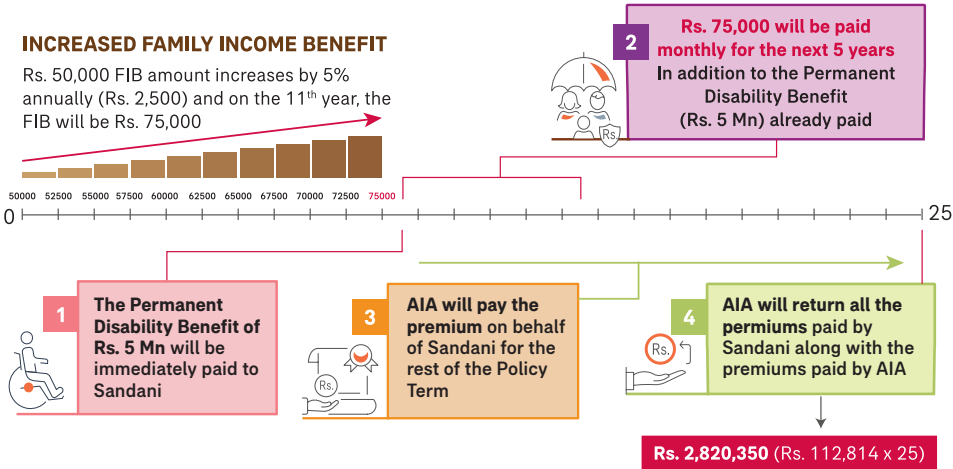 INCREASED FAMILY INCOME BENEFIT
Rs. 50,000 FIB amount increases by 5%
annually (Rs. 2,500) and on the 11th year, the
FIB will be Rs. 75,000
50000 52500 55000 57500 60000 62500 65000 67500 70000 72500 75000
0
25
2
Rs. 75,000 will be paid
monthly for the next 5 years
In addition to the Permanent
Disability Benefit
(Rs. 5 Mn) already paid
Rs.
1
The Permanent
Disability Benefit of
Rs. 5 Mn will be
immediately paid to
Sandani
3
AIA will pay the
premium on behalf
of Sandani for the
rest of the Policy
Term
Rs.
4
AIA will return all the
permiums paid by
Sandani along with the
premiums paid by AIA
Rs.
Rs. 2,820,350 (Rs. 112,814 x 25)